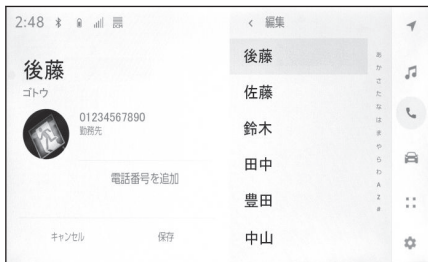 2:48
後藤
ゴトウ
01234567890
勤務先
電話番号を追加
キャンセル
保存
編集
後藤
佐藤
鈴木
田中
豊田
中山
あ
か
さ
た
な
は
ま
や
ら
わ
A
Z
#